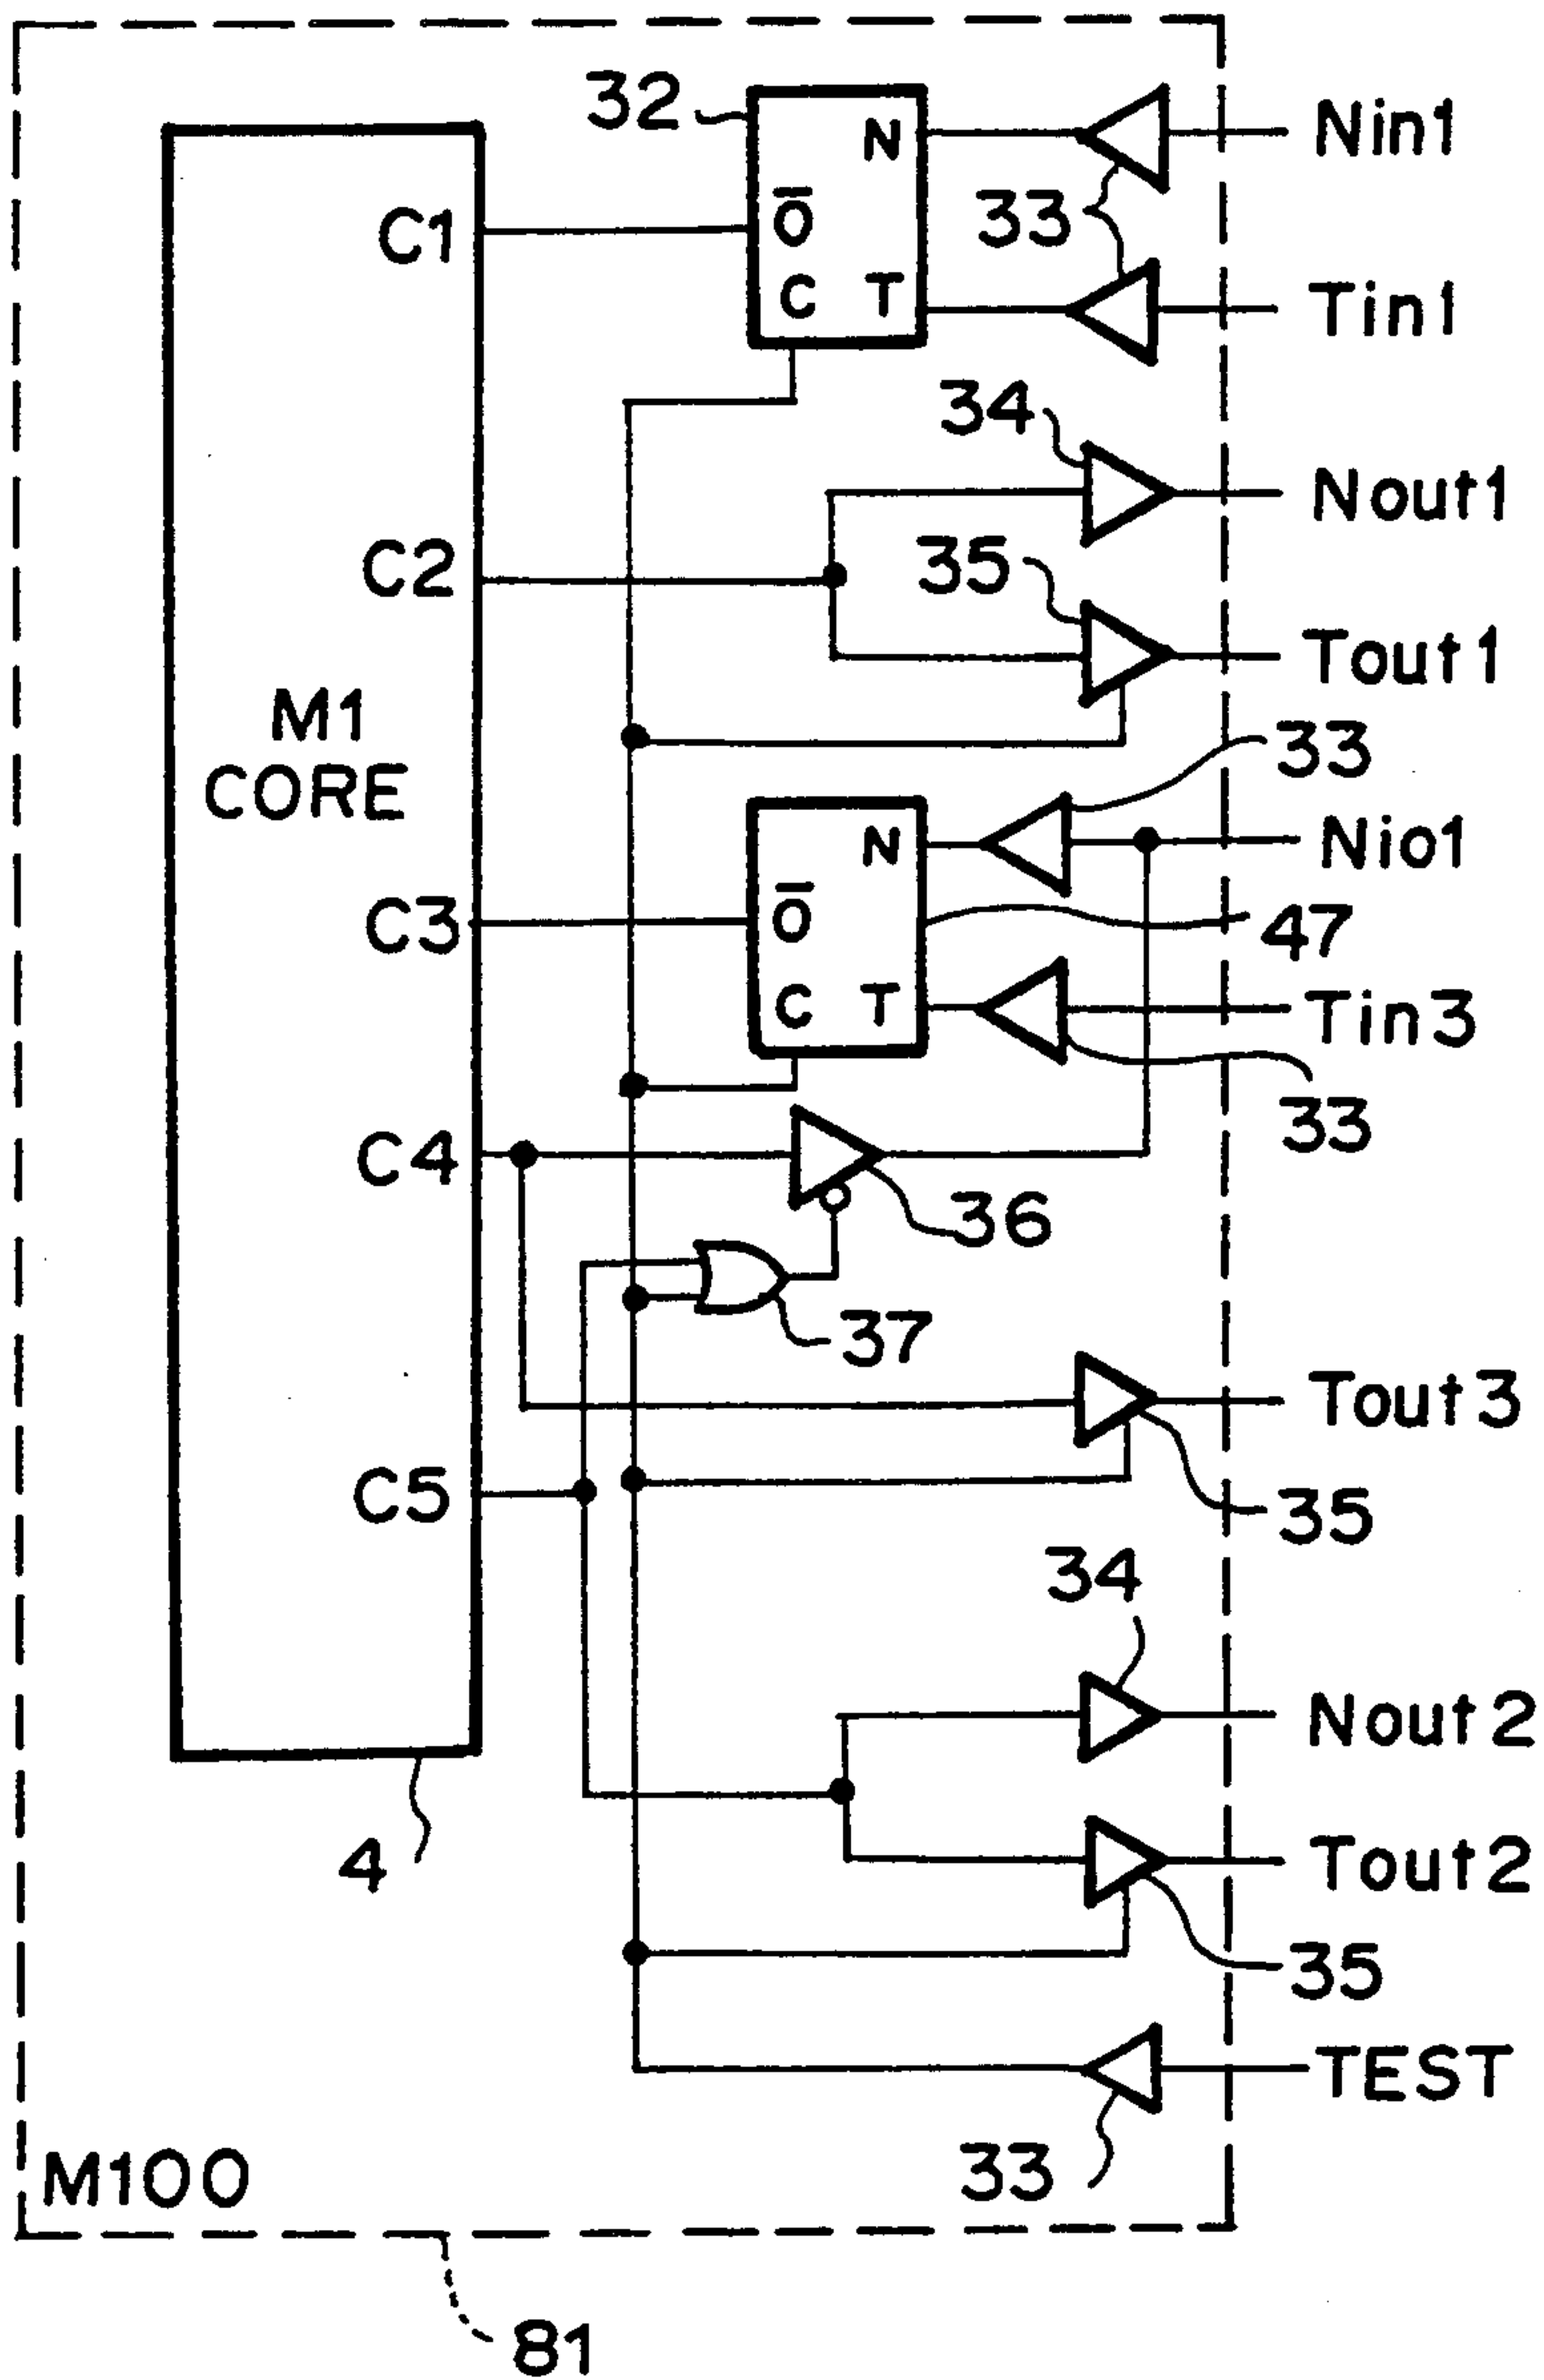 32
N
Nin1
O̅
33
C1
C T
Tin1
34
Nout1
C2
35
Tout1
M1
CORE
33
N
Nio1
O̅
C3
47
C T
Tin3
33
C4
36
37
Tout3
C5
35
34
Nout2
4
Tout2
35
TEST
33
M100
81